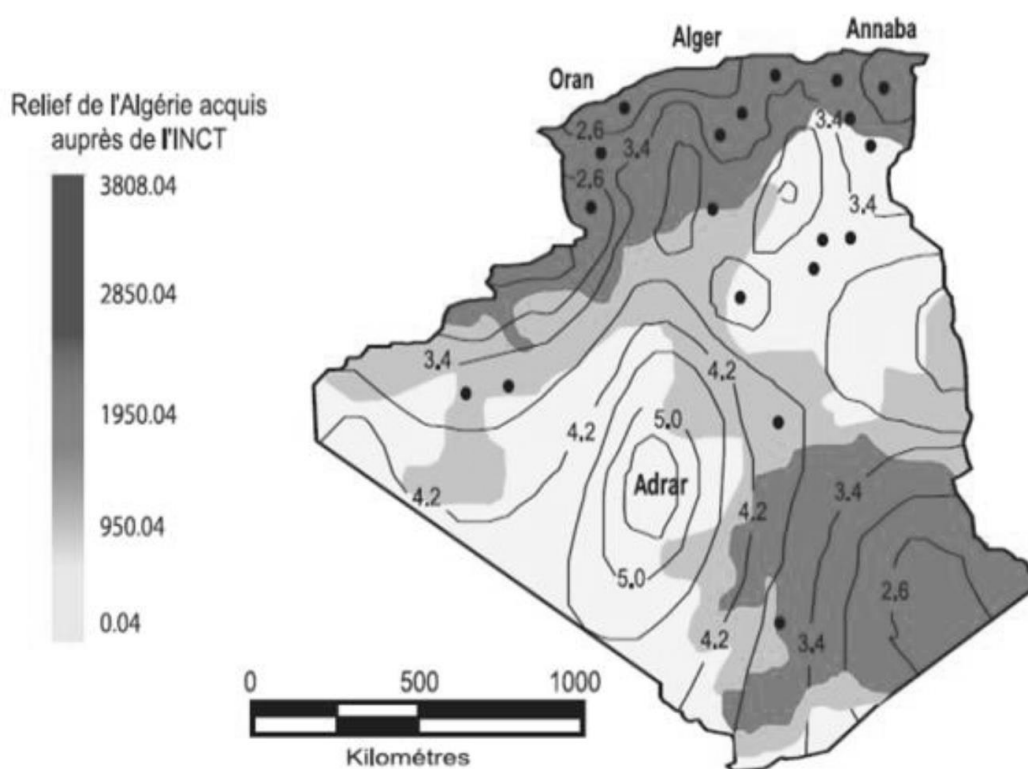 Annaba
Alger
Oran
Relief de l'Algérie acquis
auprès de l'INCT
3808.04
2850.04
1950.04
950.04
0.04
2.6
3.4
3.4
2.6
3.4
3.4
4.2
4.2
5.0
4.2
Adrar
3.4
4.2
5.0
2.6
4.2
3.4
0 500 1000
Kilométres